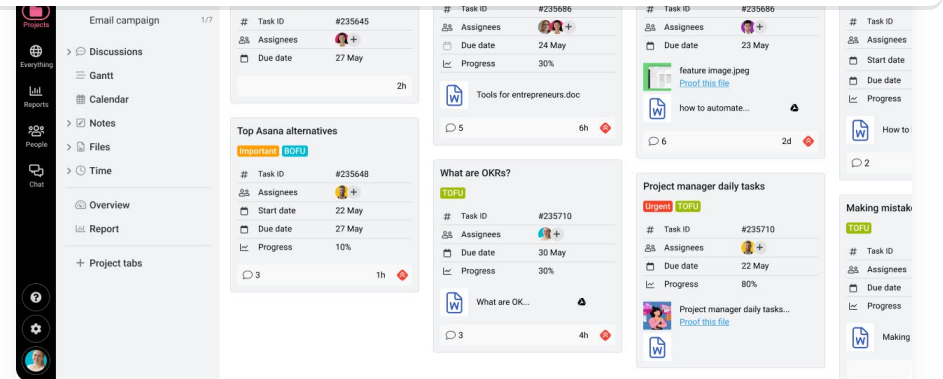 Projects
Everything
Reports
People
Chat
Email campaign 1/7
Discussions
Gantt
Calendar
Notes
Files
Time
Overview
Report
+ Project tabs
# Task ID #235645
Assignees +
Due date 27 May
2h
Top Asana alternatives
Important BOFU
# Task ID #235648
Assignees +
Start date 22 May
Due date 27 May
Progress 10%
3 1h
# Task ID #235686
Assignees +
Due date 24 May
Progress 30%
Tools for entrepreneurs.doc
5 6h
What are OKRs?
TOFU
# Task ID #235710
Assignees +
Due date 30 May
Progress 30%
What are OK...
3 4h
# Task ID #235686
Assignees +
Due date 23 May
feature image.jpeg
Proof this file
how to automate...
6 2d
Project manager daily tasks
Urgent TOFU
# Task ID #235710
Assignees +
Due date 22 May
Progress 80%
Project manager daily tasks...
Proof this file
# Task ID
Assignees
Start date
Due date
Progress
How to
2
Making mistak
TOFU
# Task ID
Assignees
Due date
Progress
Making